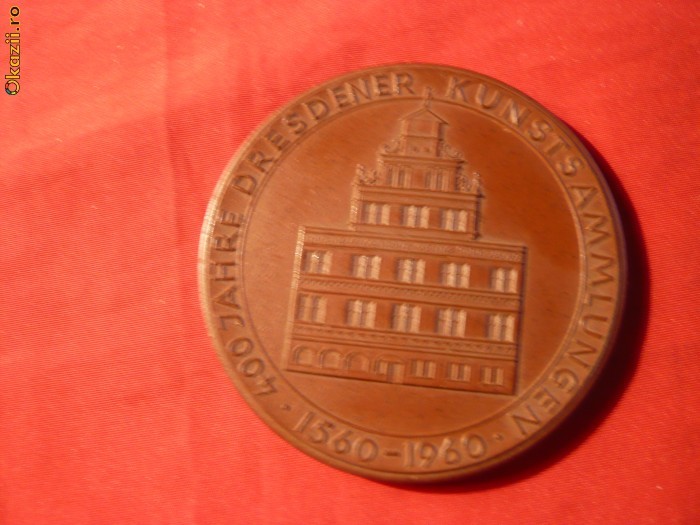 Okazii.ro
400 JAHRE DRESDENER KUNSTSAMMLUNGEN ·
1560-1960 ·